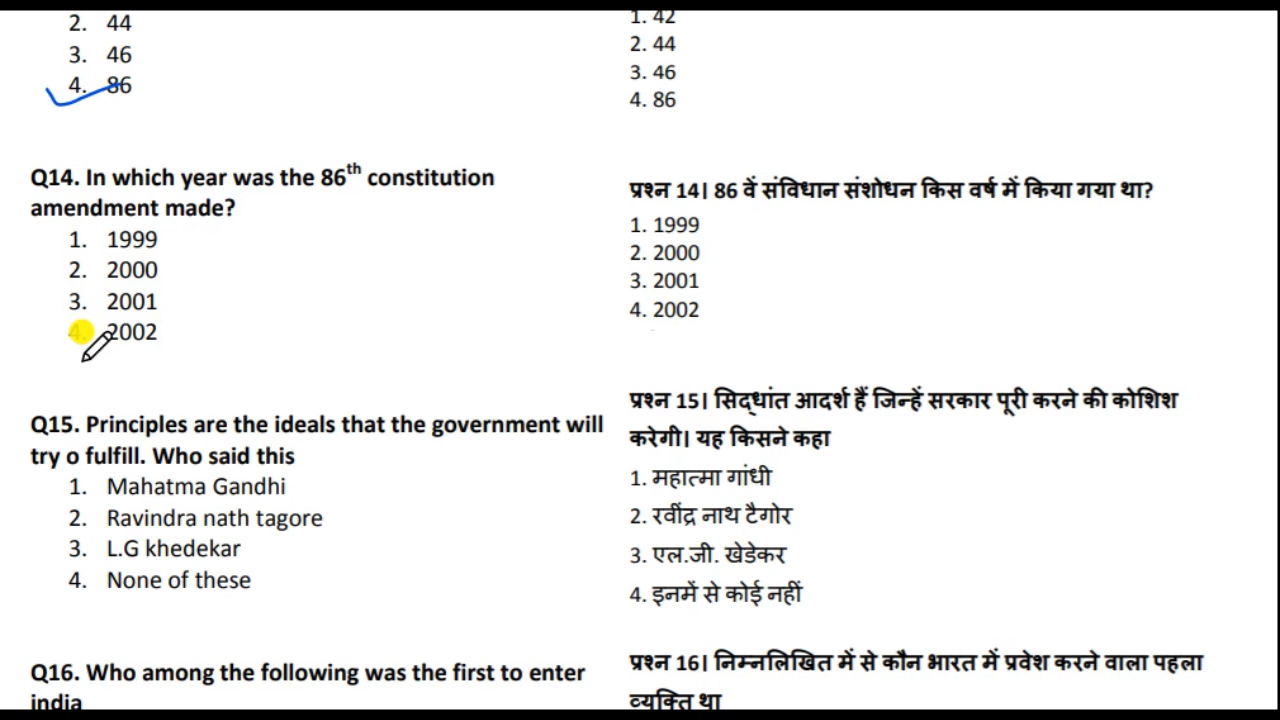 2. 44
3. 46
4. 86
Q14. In which year was the 86th constitution
amendment made?
1. 1999
2. 2000
3. 2001
4. 2002
Q15. Principles are the ideals that the government will
try o fulfill. Who said this
1. Mahatma Gandhi
2. Ravindra nath tagore
3. L.G khedekar
4. None of these
Q16. Who among the following was the first to enter
india
1. 42
2. 44
3. 46
4. 86
प्रश्न 14। 86 वें संविधान संशोधन किस वर्ष में किया गया था?
1. 1999
2. 2000
3. 2001
4. 2002
प्रश्न 15। सिद्धांत आदर्श हैं जिन्हें सरकार पूरी करने की कोशिश
करेगी। यह किसने कहा
1. महात्मा गांधी
2. रवींद्र नाथ टैगोर
3. एल.जी. खेडेकर
4. इनमें से कोई नहीं
प्रश्न 16। निम्नलिखित में से कौन भारत में प्रवेश करने वाला पहला
व्यक्ति था